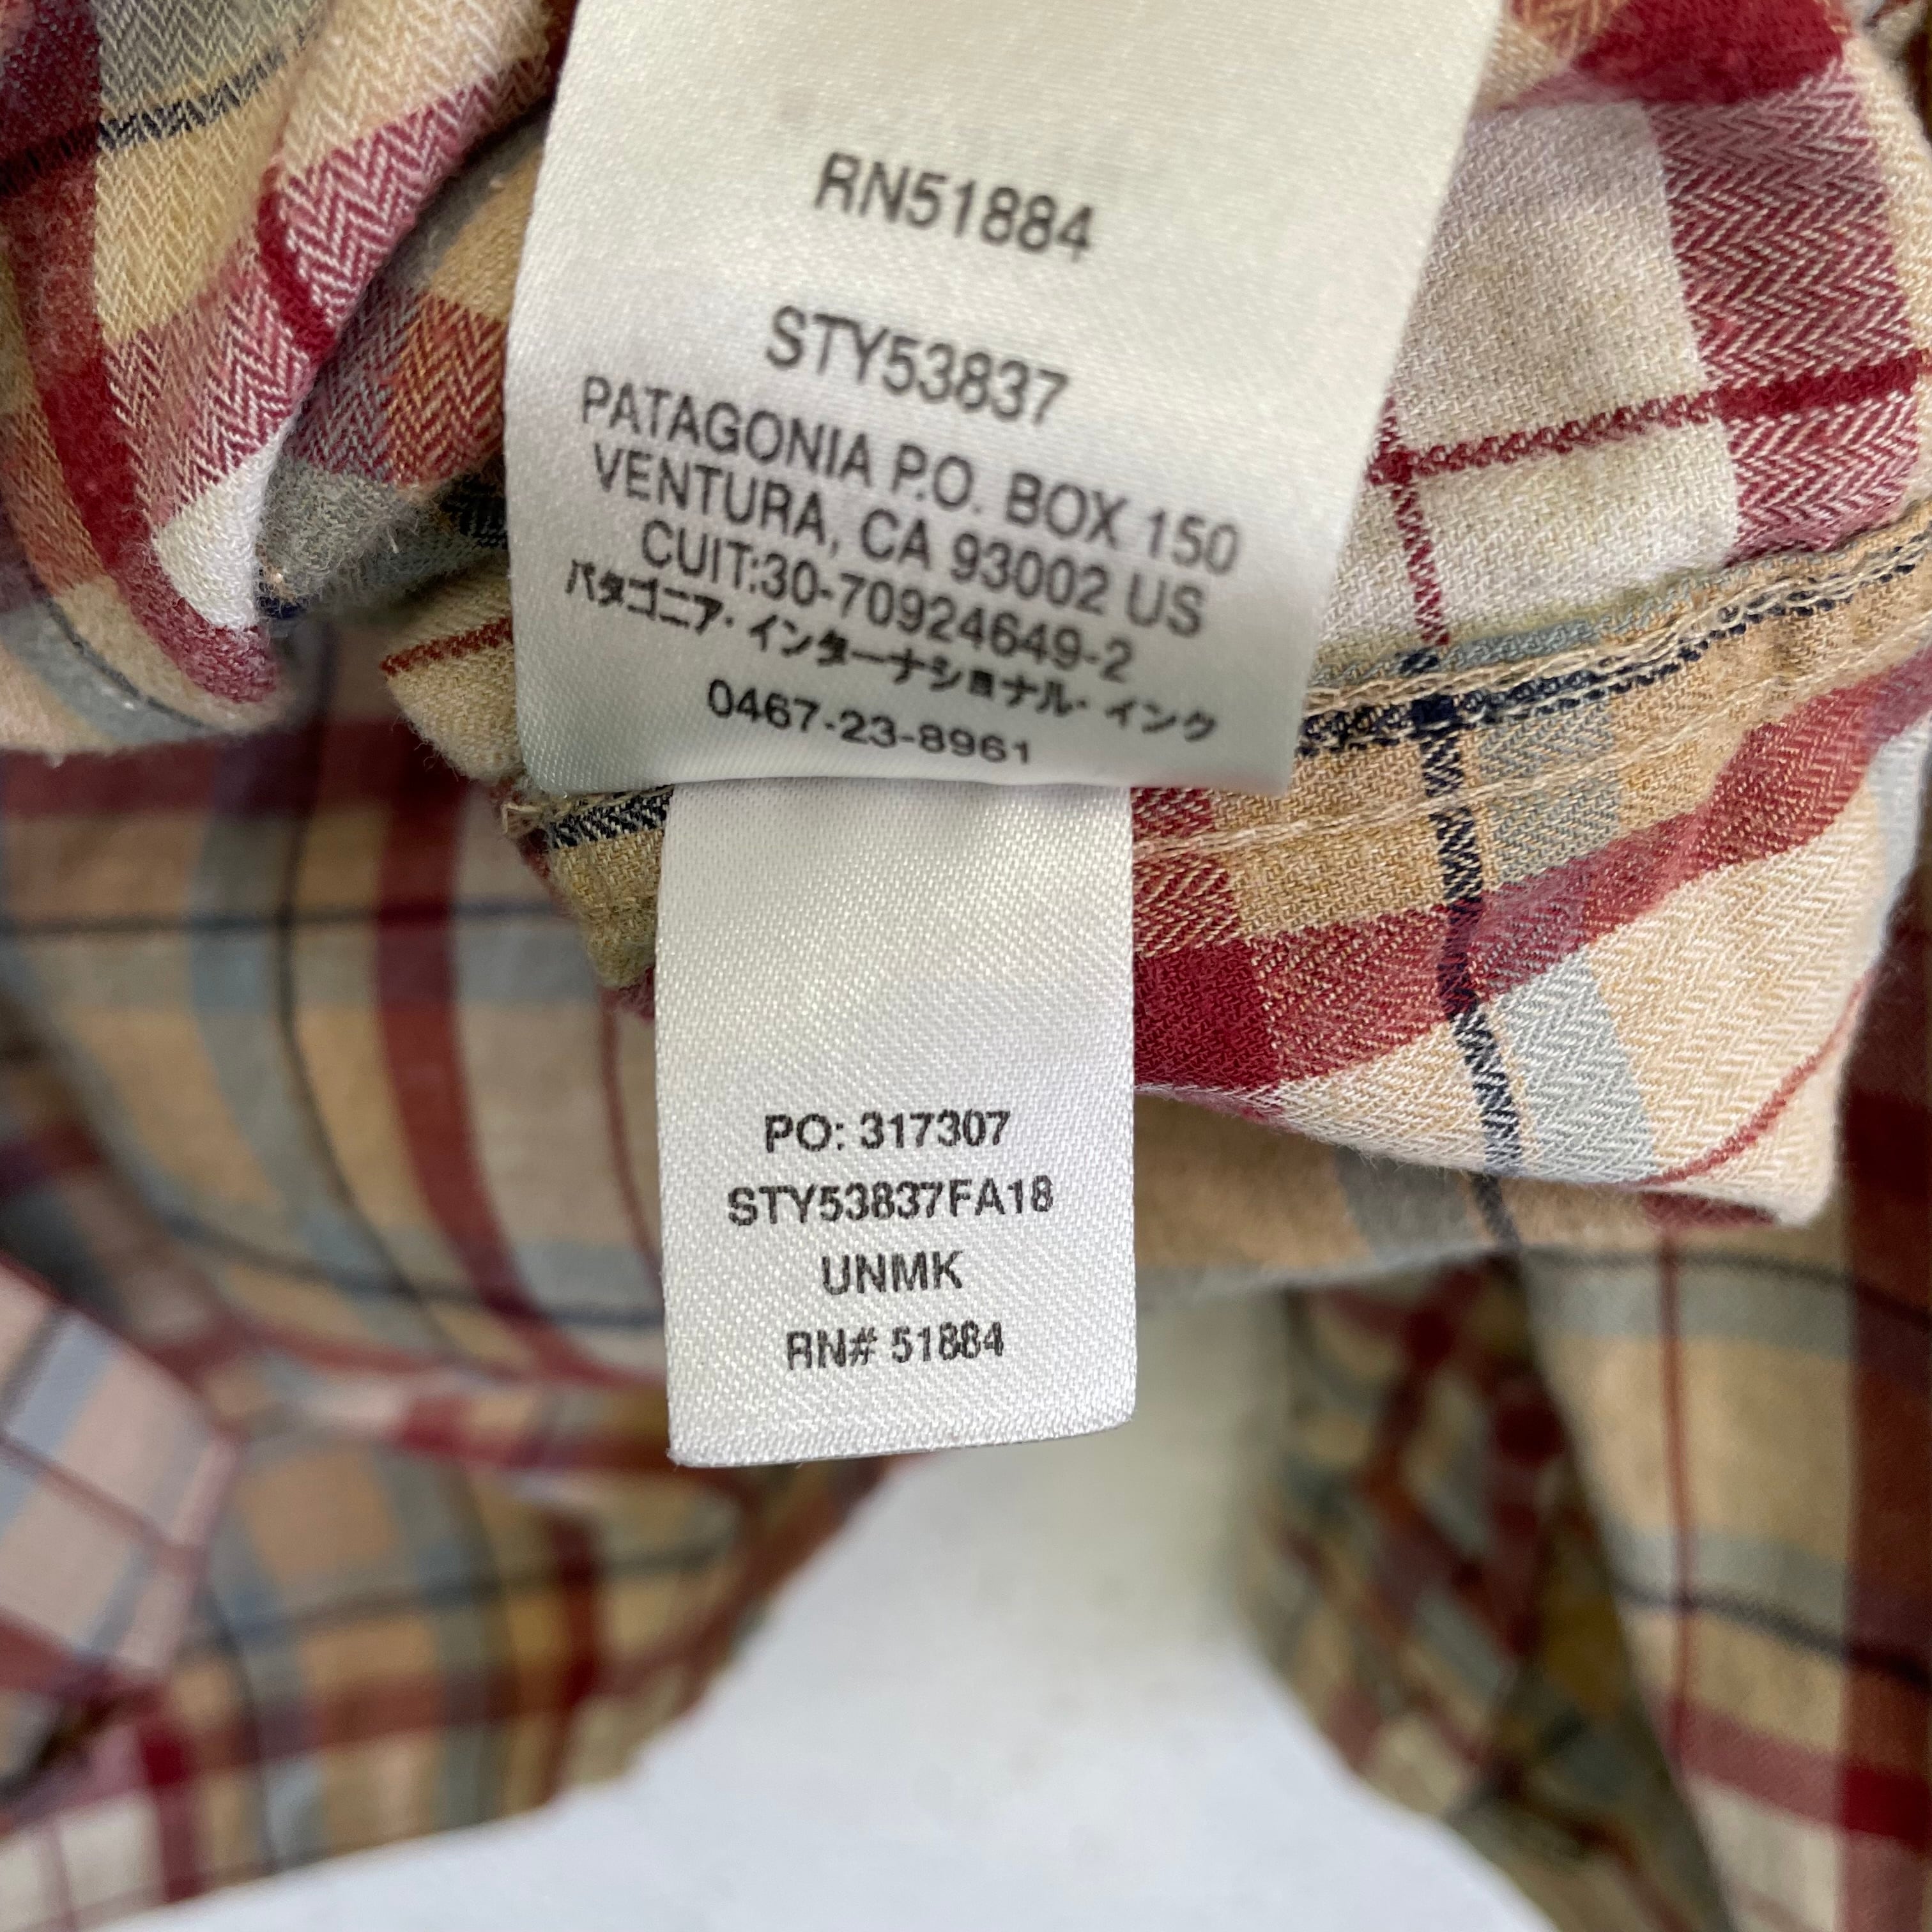 RN51884
STY53837
PATAGONIA P.O. BOX 150
VENTURA, CA 93002 US
CUIT:30-70924649-2
パタゴニア・インターナショナル・インク
0467-23-8961
PO: 317307
STY53837FA18
UNMK
RN# 51884